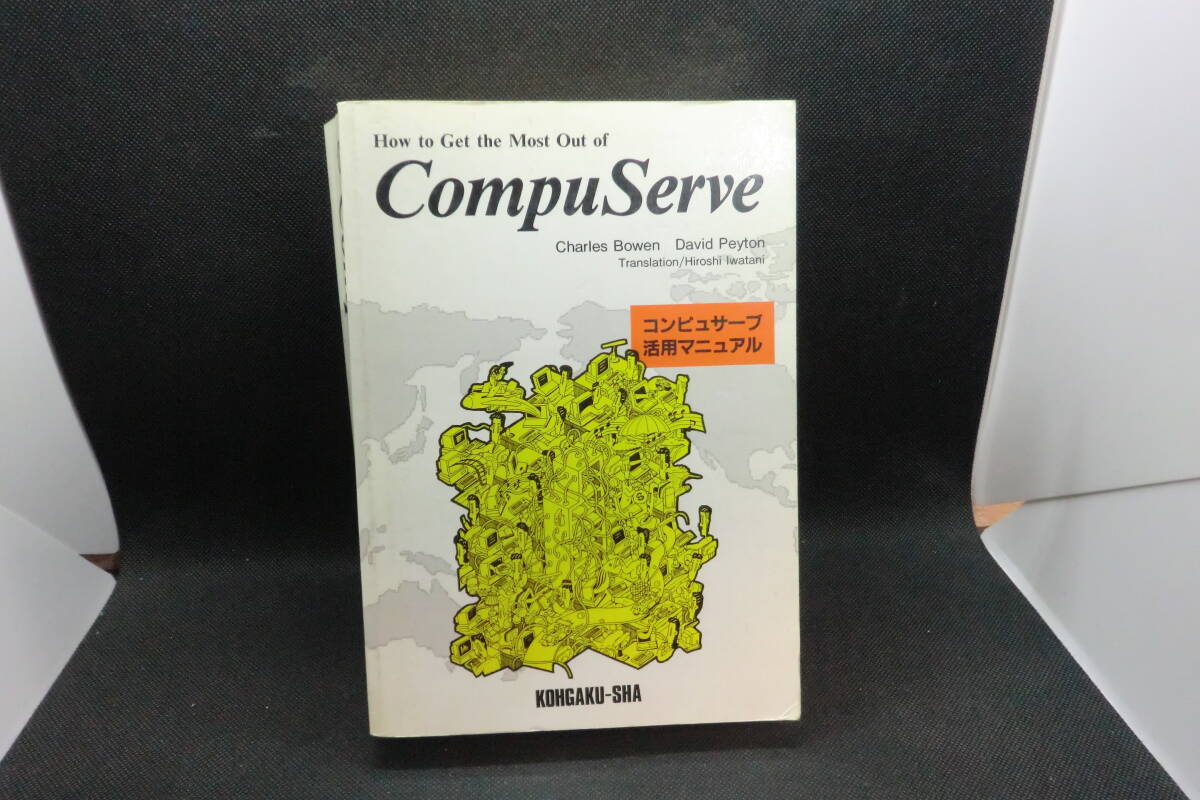 How to Get the Most Out of
CompuServe
Charles Bowen David Peyton
Translation/Hiroshi Iwatani
コンピュサーブ
活用マニュアル
KOHGAKU-SHA